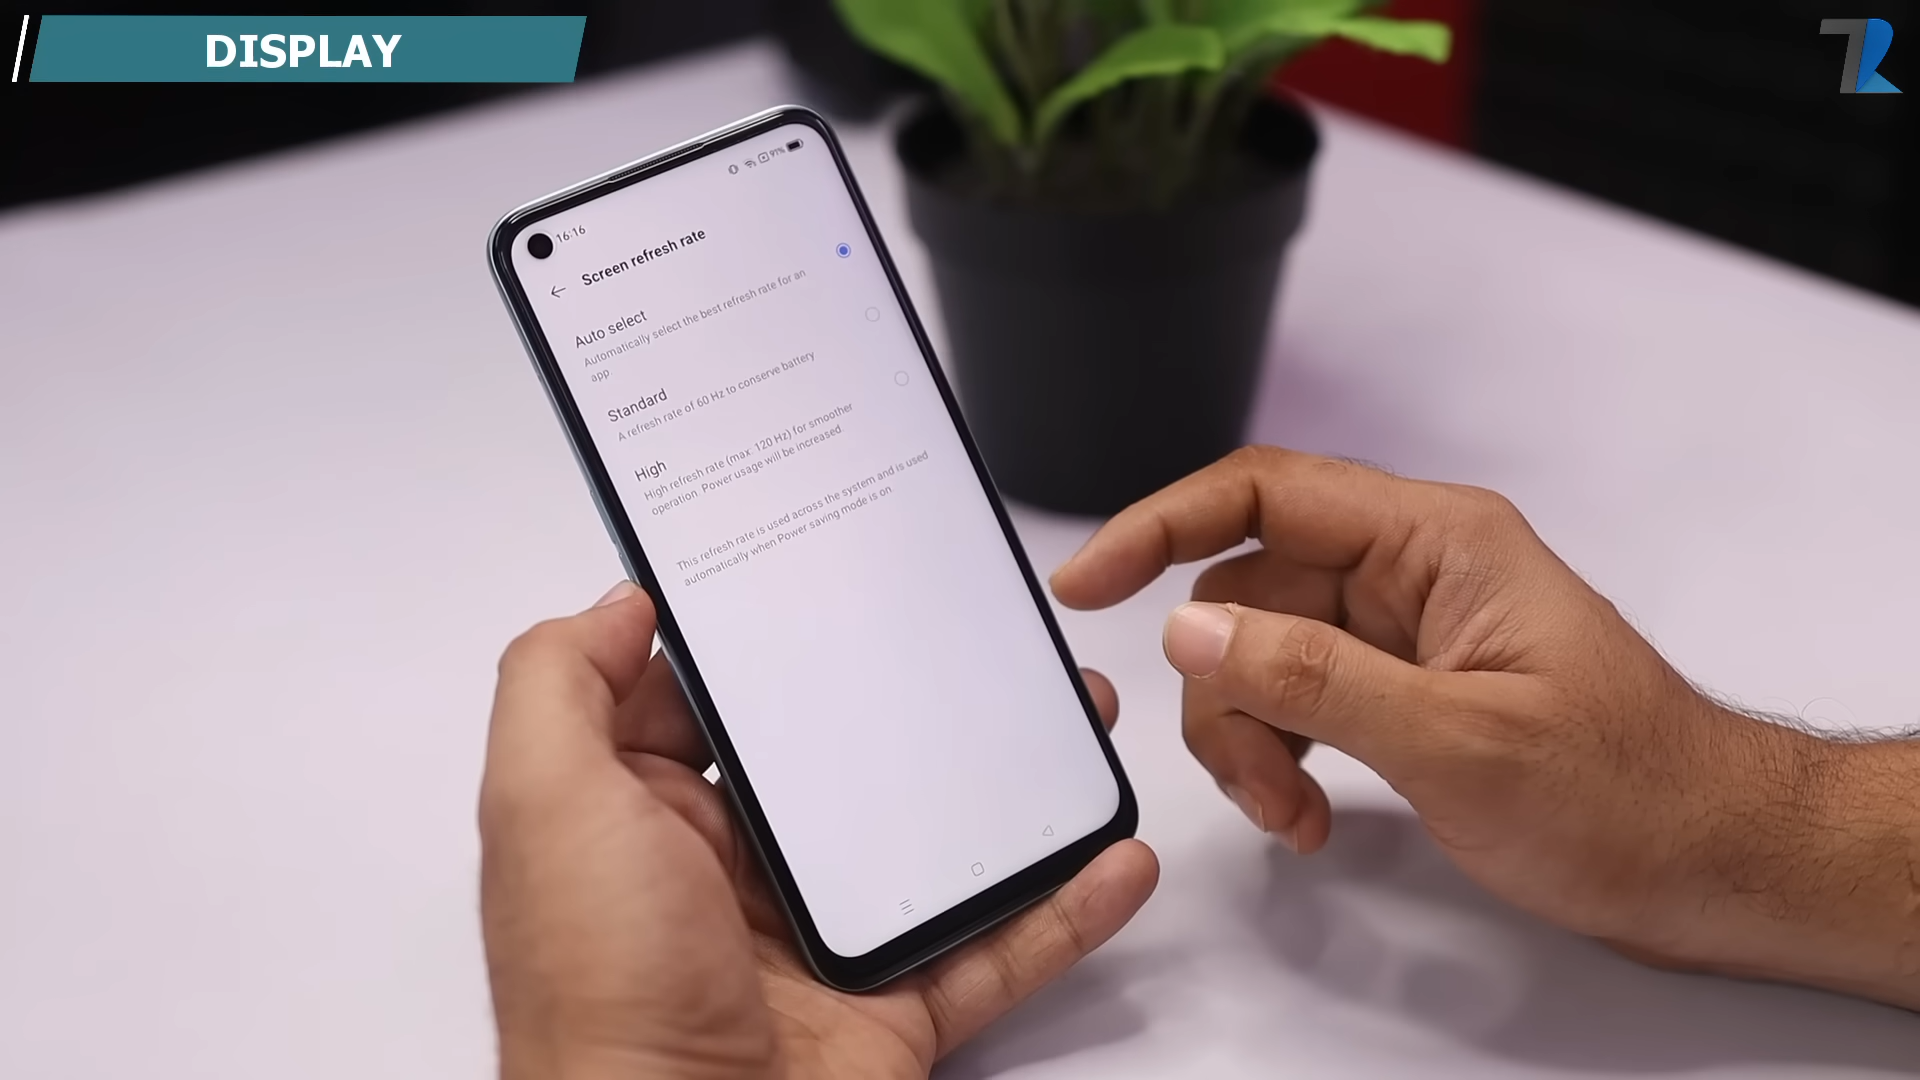 DISPLAY
16:16
91%
Screen refresh rate
Auto select
Automatically select the best refresh rate for an
app
Standard
A refresh rate of 60 Hz to conserve battery
High
High refresh rate (max: 120 Hz) for smoother
operation. Power usage will be increased.
This refresh rate is used across the system and is used
automatically when Power saving mode is on.